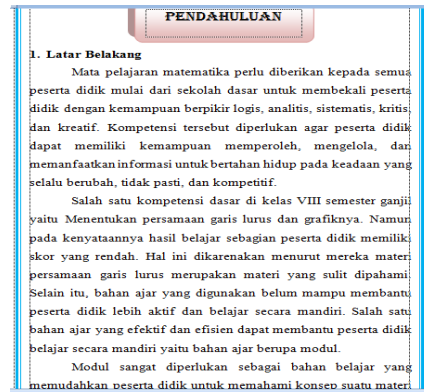 PENDAHULUAN
1. Latar Belakang
Mata pelajaran matematika perlu diberikan kepada semua
peserta didik mulai dari sekolah dasar untuk membekali peserta
didik dengan kemampuan berpikir logis, analitis, sistematis, kritis,
dan kreatif. Kompetensi tersebut diperlukan agar peserta didik
dapat memiliki kemampuan memperoleh, mengelola, dan
memanfaatkan informasi untuk bertahan hidup pada keadaan yang
selalu berubah, tidak pasti, dan kompetitif.
Salah satu kompetensi dasar di kelas VIII semester ganjil
yaitu Menentukan persamaan garis lurus dan grafiknya. Namun
pada kenyataannya hasil belajar sebagian peserta didik memiliki
skor yang rendah. Hal ini dikarenakan menurut mereka materi
persamaan garis lurus merupakan materi yang sulit dipahami.
Selain itu, bahan ajar yang digunakan belum mampu membantu
peserta didik lebih aktif dan belajar secara mandiri. Salah satu
bahan ajar yang efektif dan efisien dapat membantu peserta didik
belajar secara mandiri yaitu bahan ajar berupa modul.
Modul sangat diperlukan sebagai bahan belajar yang
memudahkan peserta didik untuk memahami konsep suatu materi